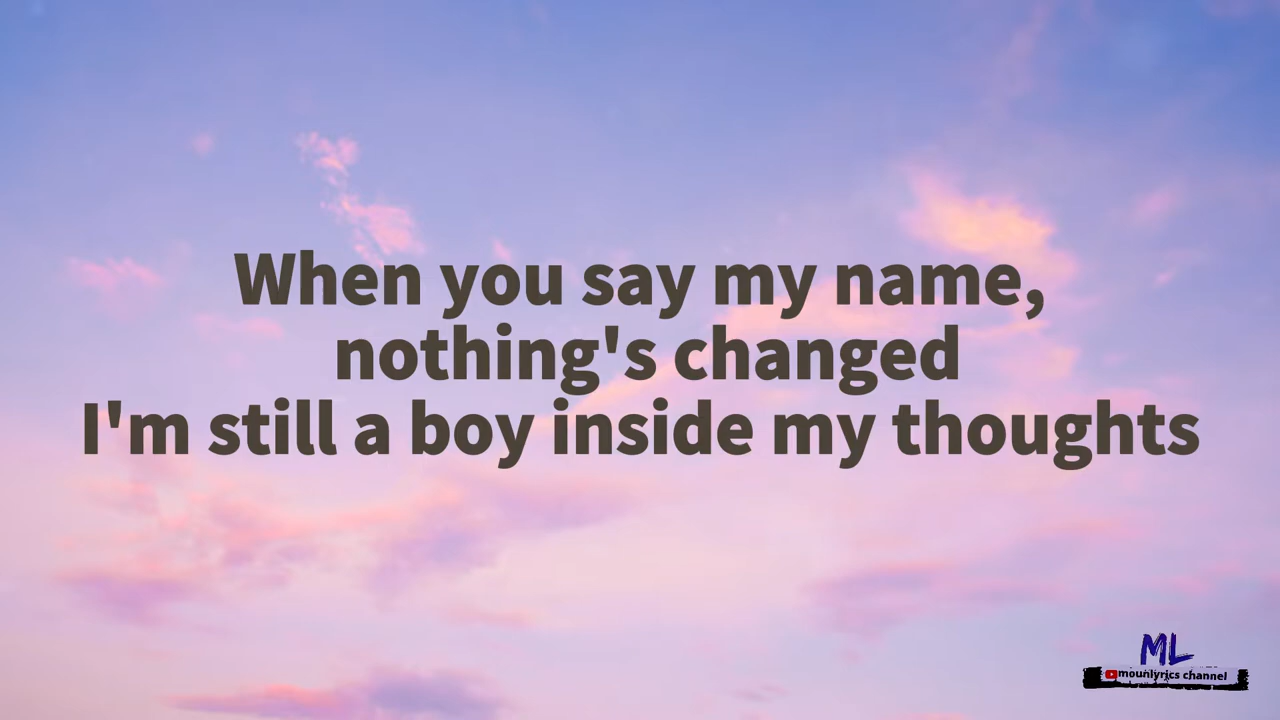 When you say my name,
nothing's changed
I'm still a boy inside my thoughts
ML
mounlyrics channel